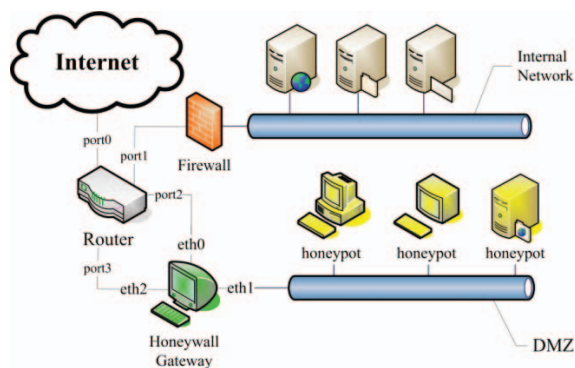 Internet
Internal
Network
port0
port1
Firewall
port2
Router
eth0
port3
eth2
eth1
Honeywall
Gateway
honeypot
honeypot
honeypot
DMZ